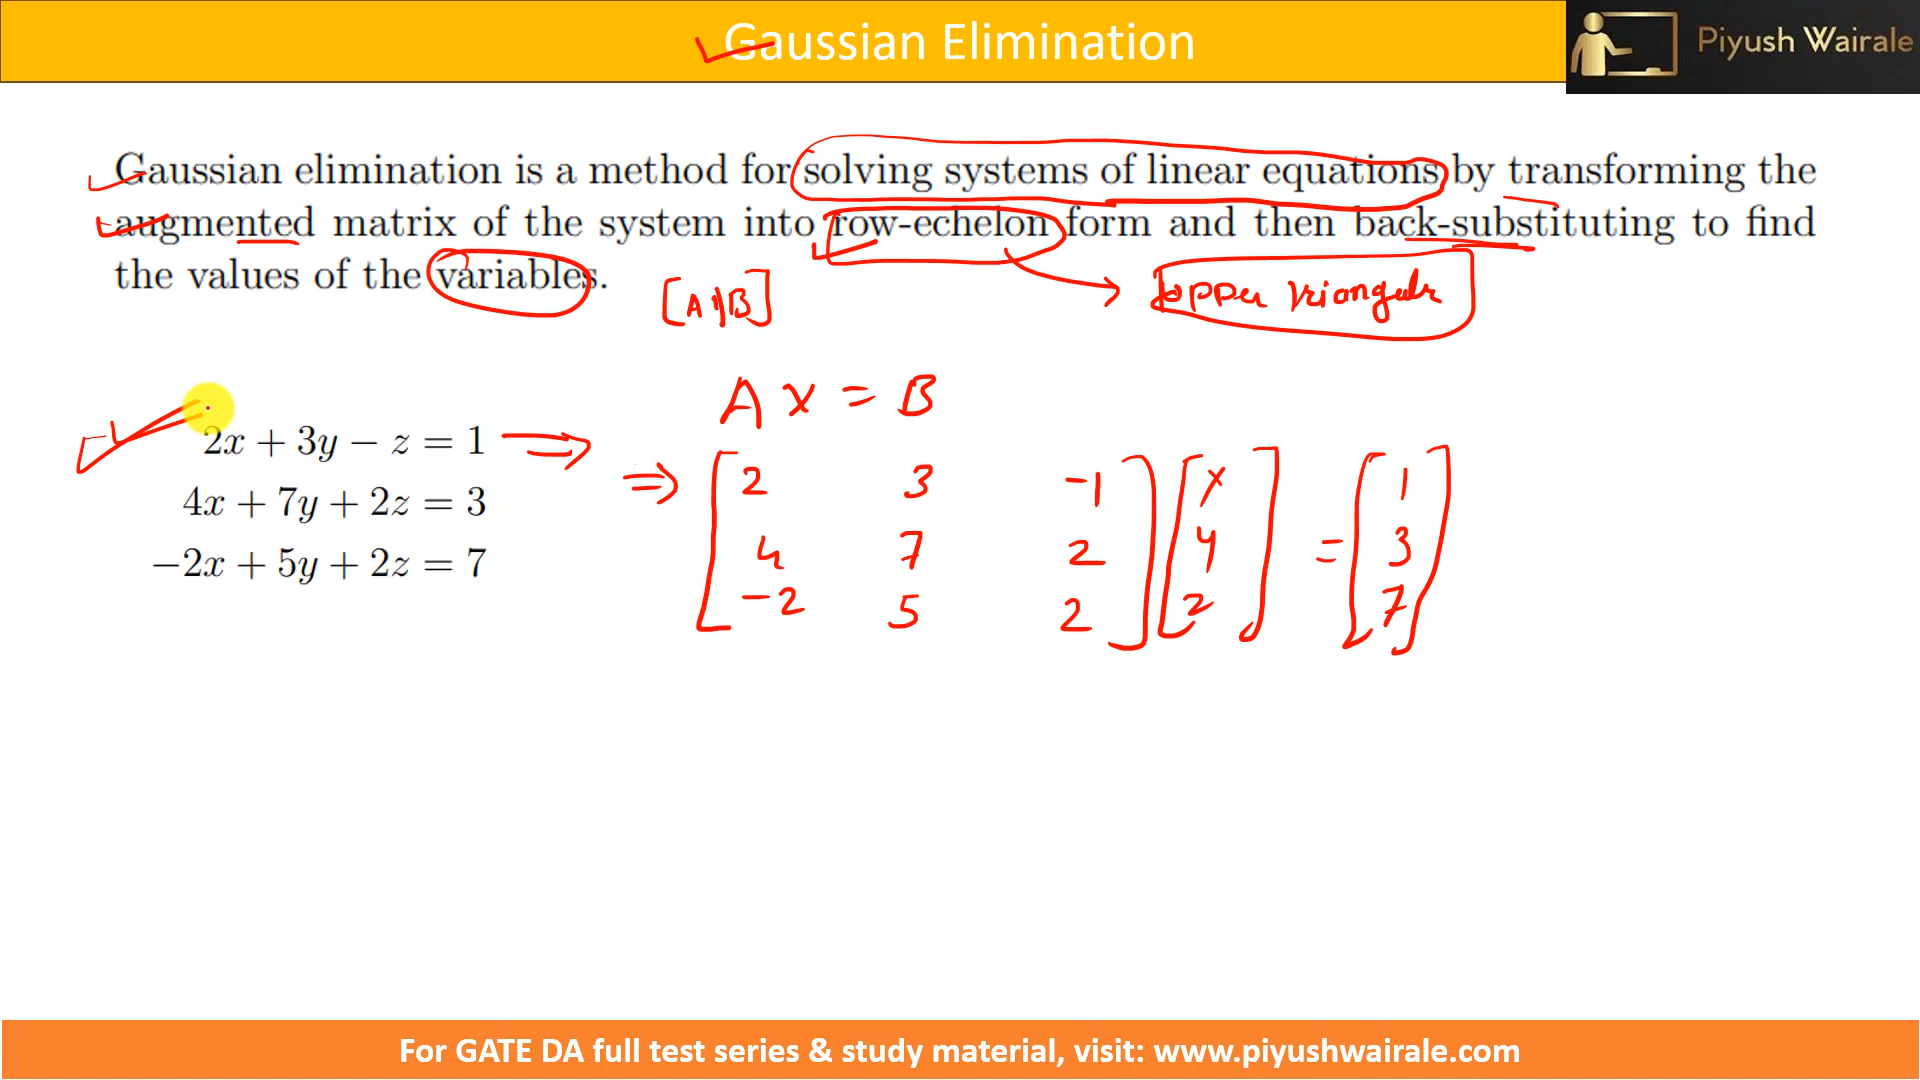 Gaussian Elimination
Piyush Wairale
Gaussian elimination is a method for solving systems of linear equations by transforming the
augmented matrix of the system into row-echelon form and then back-substituting to find
the values of the variables.
[A|B]
Upper triangular
A X = B
2x + 3y − z = 1
4x + 7y + 2z = 3
−2x + 5y + 2z = 7
⇒ [2 3 -1] [x] = [1]
[4 7 2] [y] [3]
[-2 5 2] [z] [7]
For GATE DA full test series & study material, visit: www.piyushwairale.com